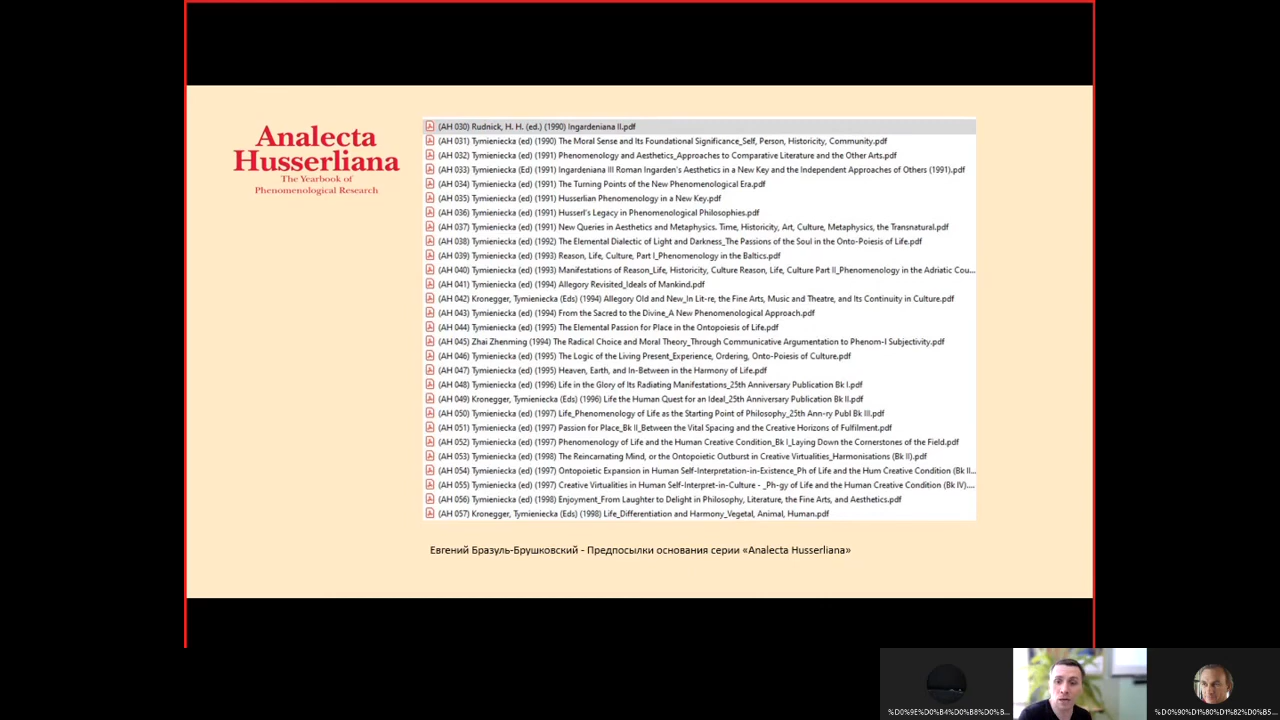 Analecta
Husserliana
The Yearbook of
Phenomenological Research
(AH 030) Rudnick, H. H. (ed.) (1990) Ingardeniana II.pdf
(AH 031) Tymieniecka (ed) (1990) The Moral Sense and Its Foundational Significance_Self, Person, Historicity, Community.pdf
(AH 032) Tymieniecka (ed) (1991) Phenomenology and Aesthetics_Approaches to Comparative Literature and the Other Arts.pdf
(AH 033) Tymieniecka (Ed) (1991) Ingardeniana III Roman Ingarden's Aesthetics in a New Key and the Independent Approaches of Others (1991).pdf
(AH 034) Tymieniecka (ed) (1991) The Turning Points of the New Phenomenological Era.pdf
(AH 035) Tymieniecka (ed) (1991) Husserlian Phenomenology in a New Key.pdf
(AH 036) Tymieniecka (ed) (1991) Husserl's Legacy in Phenomenological Philosophies.pdf
(AH 037) Tymieniecka (ed) (1991) New Queries in Aesthetics and Metaphysics. Time, Historicity, Art, Culture, Metaphysics, the Transnatural.pdf
(AH 038) Tymieniecka (ed) (1992) The Elemental Dialectic of Light and Darkness_The Passions of the Soul in the Onto-Poiesis of Life.pdf
(AH 039) Tymieniecka (ed) (1993) Reason, Life, Culture, Part I_Phenomenology in the Baltics.pdf
(AH 040) Tymieniecka (ed) (1993) Manifestations of Reason_Life, Historicity, Culture Reason, Life, Culture Part II_Phenomenology in the Adriatic Cou...
(AH 041) Tymieniecka (ed) (1994) Allegory Revisited_Ideals of Mankind.pdf
(AH 042) Kronegger, Tymieniecka (Eds) (1994) Allegory Old and New_In Lit-re, the Fine Arts, Music and Theatre, and Its Continuity in Culture.pdf
(AH 043) Tymieniecka (ed) (1994) From the Sacred to the Divine_A New Phenomenological Approach.pdf
(AH 044) Tymieniecka (ed) (1995) The Elemental Passion for Place in the Ontopoiesis of Life.pdf
(AH 045) Zhai Zhenming (1994) The Radical Choice and Moral Theory_Through Communicative Argumentation to Phenom-l Subjectivity.pdf
(AH 046) Tymieniecka (ed) (1995) The Logic of the Living Present_Experience, Ordering, Onto-Poiesis of Culture.pdf
(AH 047) Tymieniecka (ed) (1995) Heaven, Earth, and In-Between in the Harmony of Life.pdf
(AH 048) Tymieniecka (ed) (1996) Life in the Glory of Its Radiating Manifestations_25th Anniversary Publication Bk I.pdf
(AH 049) Kronegger, Tymieniecka (Eds) (1996) Life the Human Quest for an Ideal_25th Anniversary Publication Bk II.pdf
(AH 050) Tymieniecka (ed) (1997) Life_Phenomenology of Life as the Starting Point of Philosophy_25th Ann-ry Publ Bk III.pdf
(AH 051) Tymieniecka (ed) (1997) Passion for Place_Bk II_Between the Vital Spacing and the Creative Horizons of Fulfilment.pdf
(AH 052) Tymieniecka (ed) (1997) Phenomenology of Life and the Human Creative Condition_Bk I_Laying Down the Cornerstones of the Field.pdf
(AH 053) Tymieniecka (ed) (1998) The Reincarnating Mind, or the Ontopoietic Outburst in Creative Virtualities_Harmonisations (Bk II).pdf
(AH 054) Tymieniecka (ed) (1997) Ontopoietic Expansion in Human Self-Interpretation-in-Existence_Ph of Life and the Hum Creative Condition (Bk II...
(AH 055) Tymieniecka (ed) (1997) Creative Virtualities in Human Self-Interpret-in-Culture - _Ph-gy of Life and the Human Creative Condition (Bk IV)....
(AH 056) Tymieniecka (ed) (1998) Enjoyment_From Laughter to Delight in Philosophy, Literature, the Fine Arts, and Aesthetics.pdf
(AH 057) Kronegger, Tymieniecka (Eds) (1998) Life_Differentiation and Harmony_Vegetal, Animal, Human.pdf
Евгений Бразуль-Брушковский - Предпосылки основания серии «Analecta Husserliana»
%D0%9E%D0%B4%D0%B8%D0%B...
%D0%90%D1%80%D1%82%D0%B5...